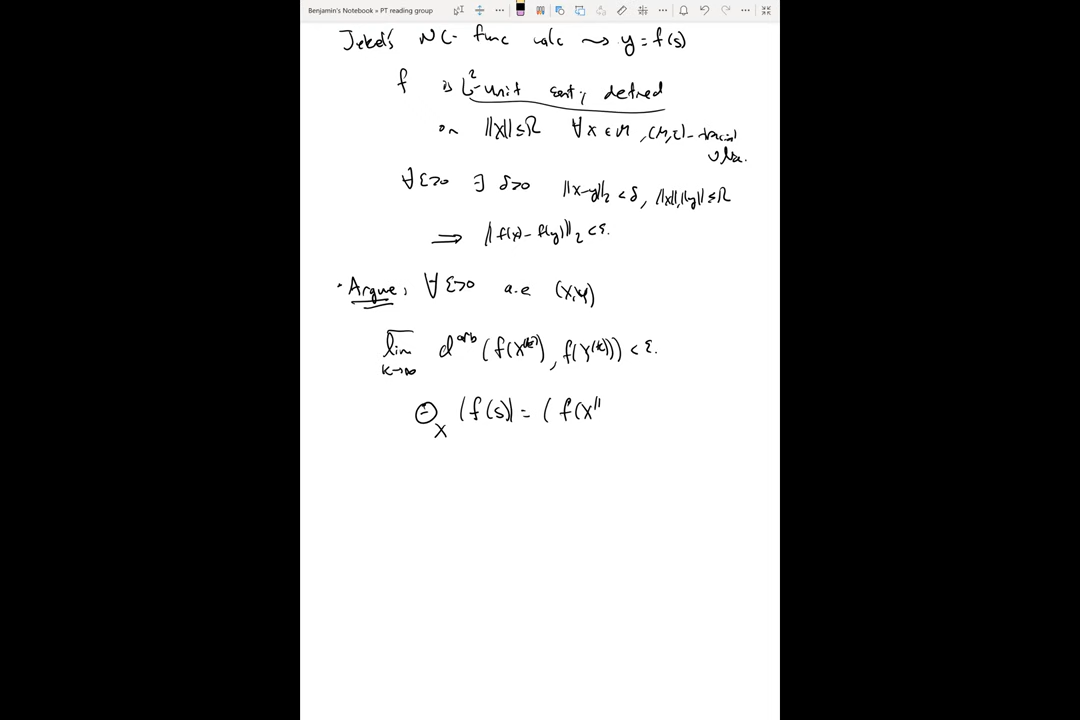 Benjamin's Notebook » PT reading group
Jekel's NC- func calc ⇝ y = f(s)
f is L²-unif cont, defined
on ||x|| ≤ R ∀ x ∈ M, (M,τ) - tracial
vNa.
∀ ε>0 ∃ δ>0 ||x-y||₂ < δ, ||x||,||y|| ≤ R
⟹ ||f(x) - f(y)||₂ < ε.
· Argue, ∀ ε>0 a.e (X,Y)
lim k→∞ d^orb (f(X^(k)), f(Y^(k))) < ε.
Θ_X (f(s)) = ( f(X^((